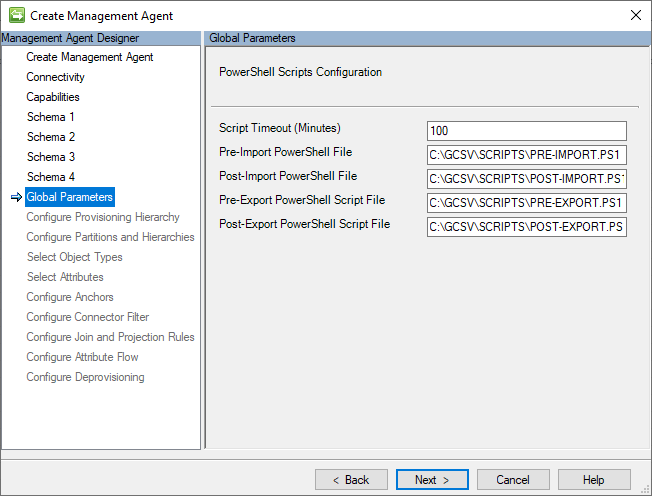 Create Management Agent
Management Agent Designer
Create Management Agent
Connectivity
Capabilities
Schema 1
Schema 2
Schema 3
Schema 4
Global Parameters
Configure Provisioning Hierarchy
Configure Partitions and Hierarchies
Select Object Types
Select Attributes
Configure Anchors
Configure Connector Filter
Configure Join and Projection Rules
Configure Attribute Flow
Configure Deprovisioning
Global Parameters
PowerShell Scripts Configuration
Script Timeout (Minutes) 100
Pre-Import PowerShell File C:\GCSV\SCRIPTS\PRE-IMPORT.PS1
Post-Import PowerShell File C:\GCSV\SCRIPTS\POST-IMPORT.PS1
Pre-Export PowerShell Script File C:\GCSV\SCRIPTS\PRE-EXPORT.PS1
Post-Export PowerShell Script File C:\GCSV\SCRIPTS\POST-EXPORT.PS
< Back Next > Cancel Help